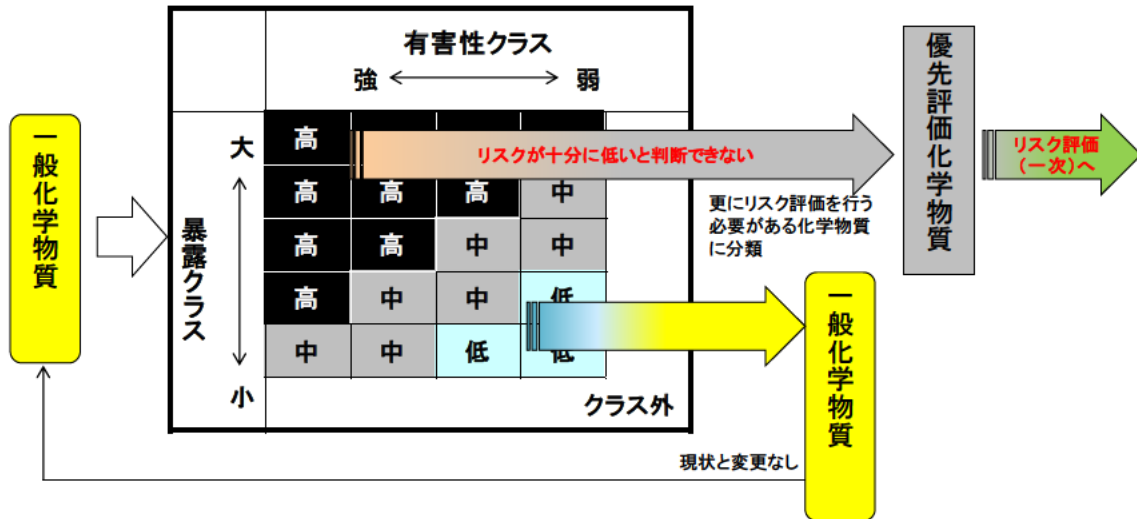 有害性クラス
強
弱
一般化学物質
暴露クラス
大
小
高
リスクが十分に低いと判断できない
高 高 高 中
高 高 中 中
高 中 中 低
中 中 低 低
クラス外
更にリスク評価を行う
必要がある化学物質
に分類
優先評価化学物質
リスク評価
(一次)へ
一般化学物質
現状と変更なし